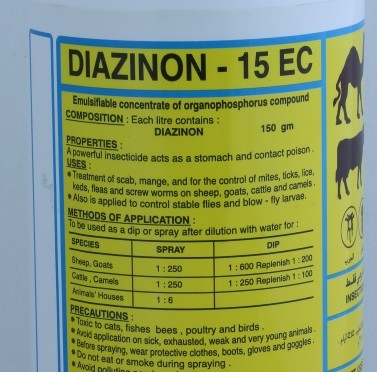 DIAZINON - 15 EC
Emulsifiable concentrate of organophosphorus compound
COMPOSITION : Each litre contains :
DIAZINON 150 gm
PROPERTIES :
A powerful insecticide acts as a stomach and contact poison .
USES :
• Treatment of scab, mange, and for the control of mites, ticks, lice,
keds, fleas and screw worms on sheep, goats, cattle and camels .
• Also is applied to control stable flies and blow - fly larvae.
METHODS OF APPLICATION :
To be used as a dip or spray after dilution with water for :
SPECIES SPRAY DIP
Sheep, Goats 1 : 250 1 : 600 Replenish 1 : 200
Cattle , Camels 1 : 250 1 : 250 Replenish 1 : 100
Animals' Houses 1 : 6
PRECAUTIONS :
• Toxic to cats, fishes bees , poultry and birds .
• Avoid application on sick, exhausted, weak and very young animals .
• Before spraying, wear protective clothes, boots, gloves and goggles .
• Do not eat or smoke during spraying .
• Avoid
INSEC